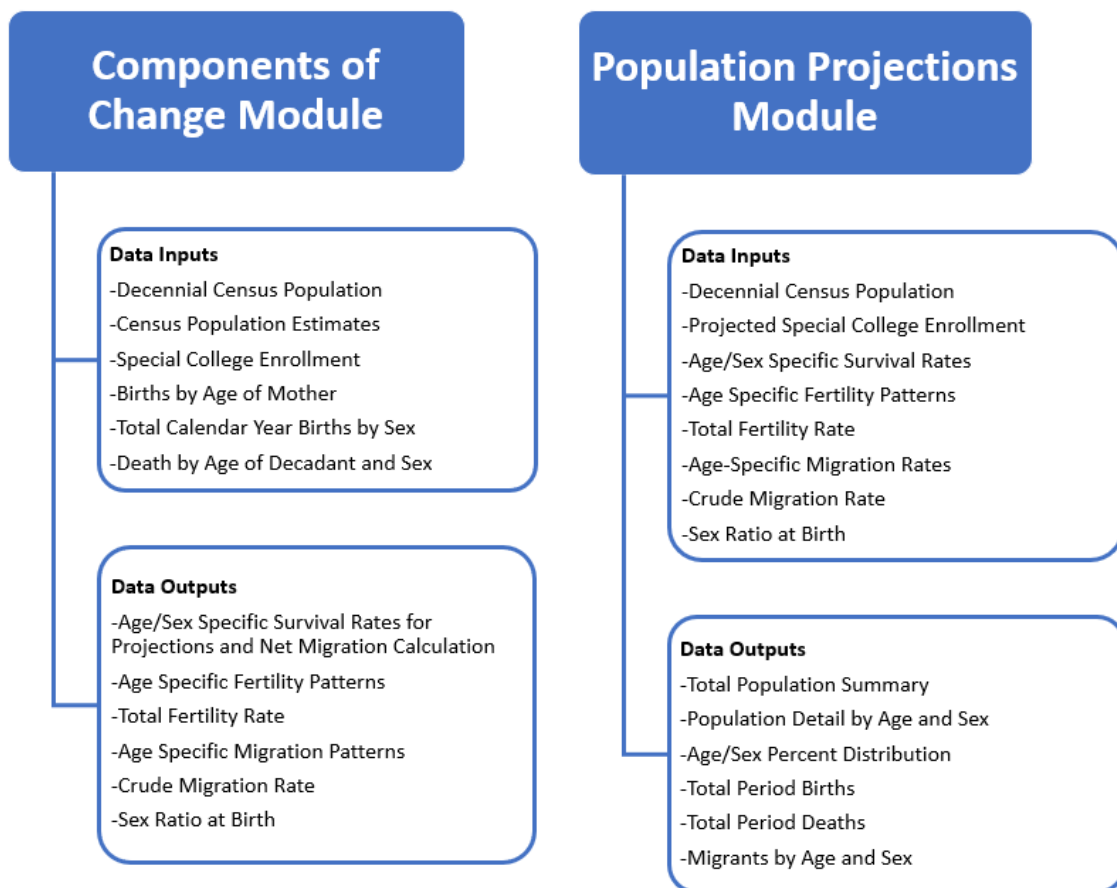 Components of
Change Module
Data Inputs
-Decennial Census Population
-Census Population Estimates
-Special College Enrollment
-Births by Age of Mother
-Total Calendar Year Births by Sex
-Death by Age of Decadant and Sex
Data Outputs
-Age/Sex Specific Survival Rates for
Projections and Net Migration Calculation
-Age Specific Fertility Patterns
-Total Fertility Rate
-Age Specific Migration Patterns
-Crude Migration Rate
-Sex Ratio at Birth
Population Projections
Module
Data Inputs
-Decennial Census Population
-Projected Special College Enrollment
-Age/Sex Specific Survival Rates
-Age Specific Fertility Patterns
-Total Fertility Rate
-Age-Specific Migration Rates
-Crude Migration Rate
-Sex Ratio at Birth
Data Outputs
-Total Population Summary
-Population Detail by Age and Sex
-Age/Sex Percent Distribution
-Total Period Births
-Total Period Deaths
-Migrants by Age and Sex